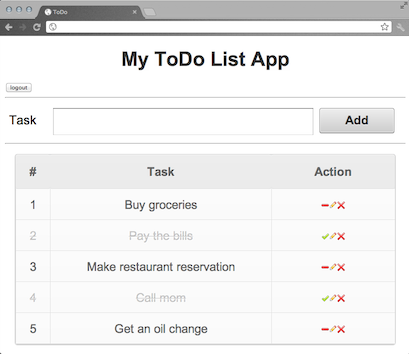 ToDo
My ToDo List App
logout
Task Add
# Task Action
1 Buy groceries
2 Pay the bills
3 Make restaurant reservation
4 Call mom
5 Get an oil change